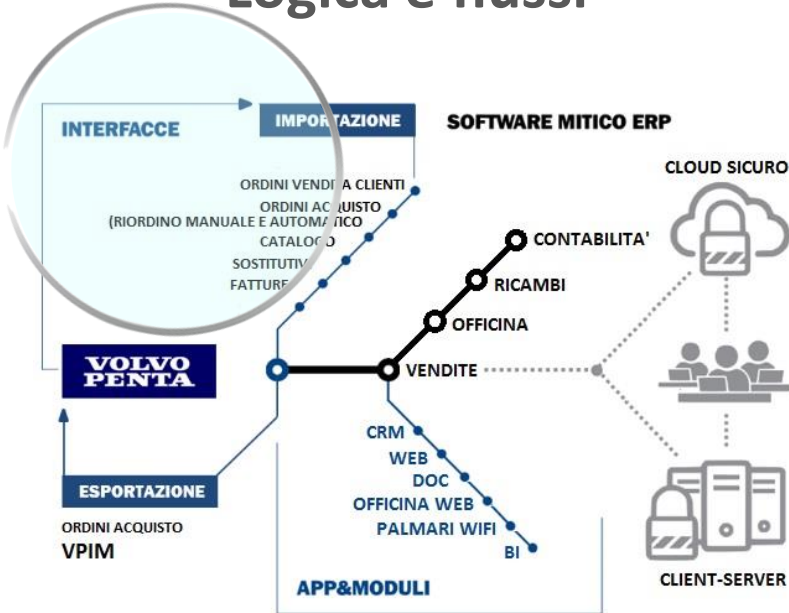 Logica e flussi
INTERFACCE
IMPORTAZIONE
SOFTWARE MITICO ERP
ORDINI VENDITA CLIENTI
ORDINI ACQUISTO
(RIORDINO MANUALE E AUTOMATICO
CATALOGO
SOSTITUTIVI
FATTURE
CLOUD SICURO
CONTABILITA'
RICAMBI
OFFICINA
VENDITE
VOLVO
PENTA
CRM
WEB
DOC
OFFICINA WEB
PALMARI WIFI
BI
ESPORTAZIONE
ORDINI ACQUISTO
VPIM
APP&MODULI
CLIENT-SERVER